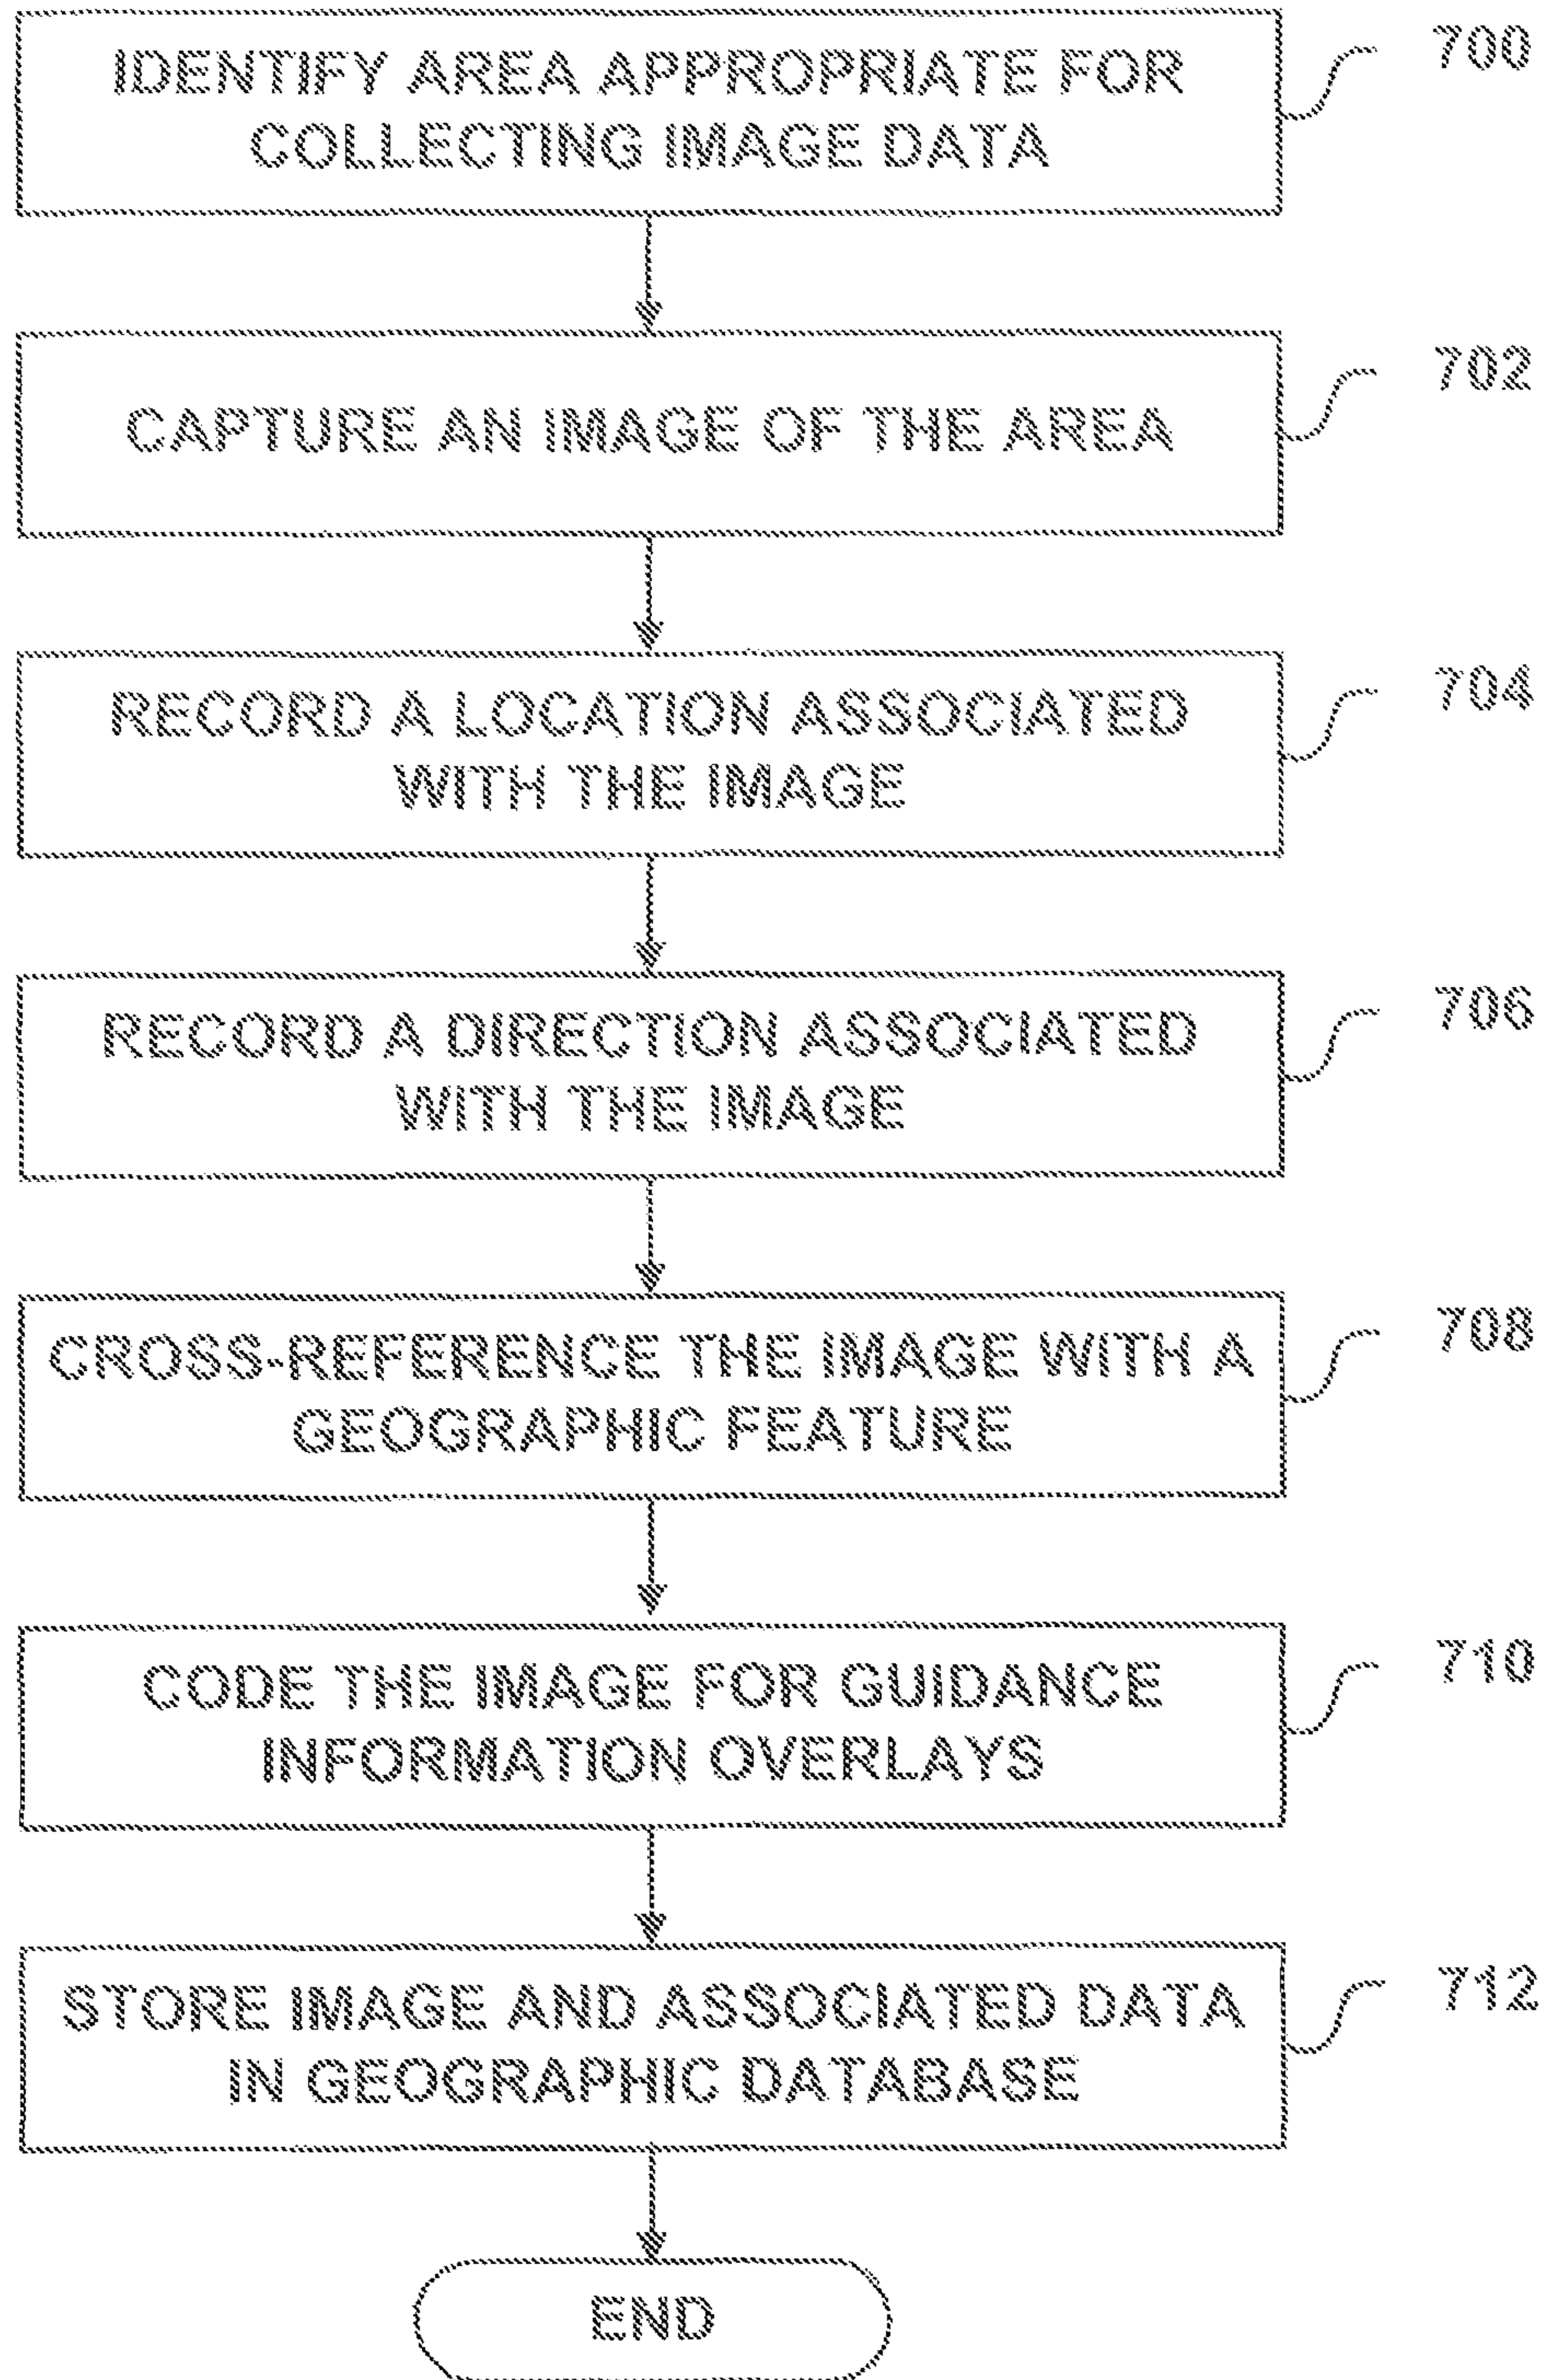 IDENTIFY AREA APPROPRIATE FOR
COLLECTING IMAGE DATA
700
CAPTURE AN IMAGE OF THE AREA
702
RECORD A LOCATION ASSOCIATED
WITH THE IMAGE
704
RECORD A DIRECTION ASSOCIATED
WITH THE IMAGE
706
CROSS-REFERENCE THE IMAGE WITH A
GEOGRAPHIC FEATURE
708
CODE THE IMAGE FOR GUIDANCE
INFORMATION OVERLAYS
710
STORE IMAGE AND ASSOCIATED DATA
IN GEOGRAPHIC DATABASE
712
END